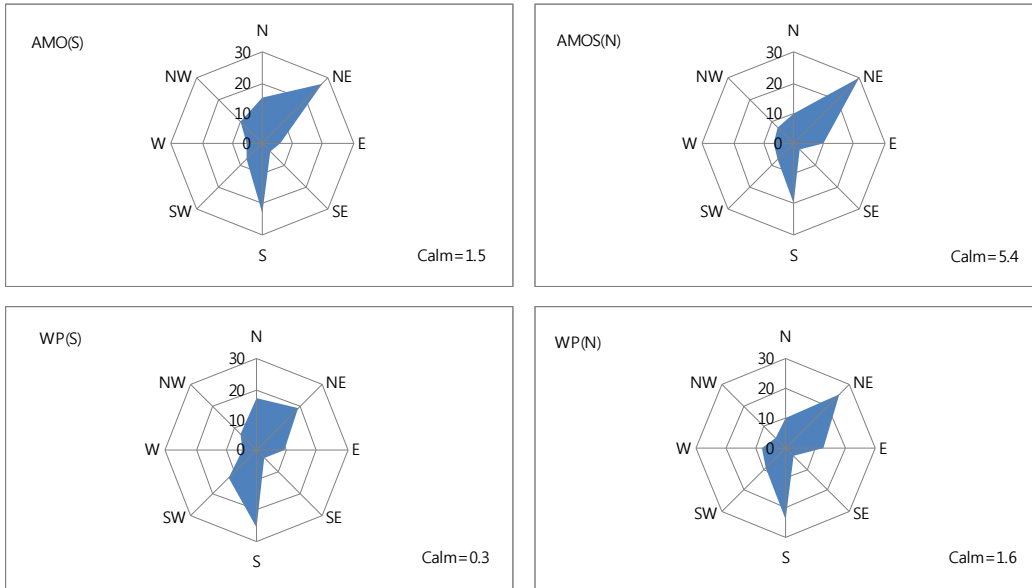 AMO(S)
N
30
20
10
0
NE
E
SE
S
SW
W
NW
Calm=1.5
AMOS(N)
N
30
20
10
0
NE
E
SE
S
SW
W
NW
Calm=5.4
WP(S)
N
30
20
10
0
NE
E
SE
S
SW
W
NW
Calm=0.3
WP(N)
N
30
20
10
0
NE
E
SE
S
SW
W
NW
Calm=1.6